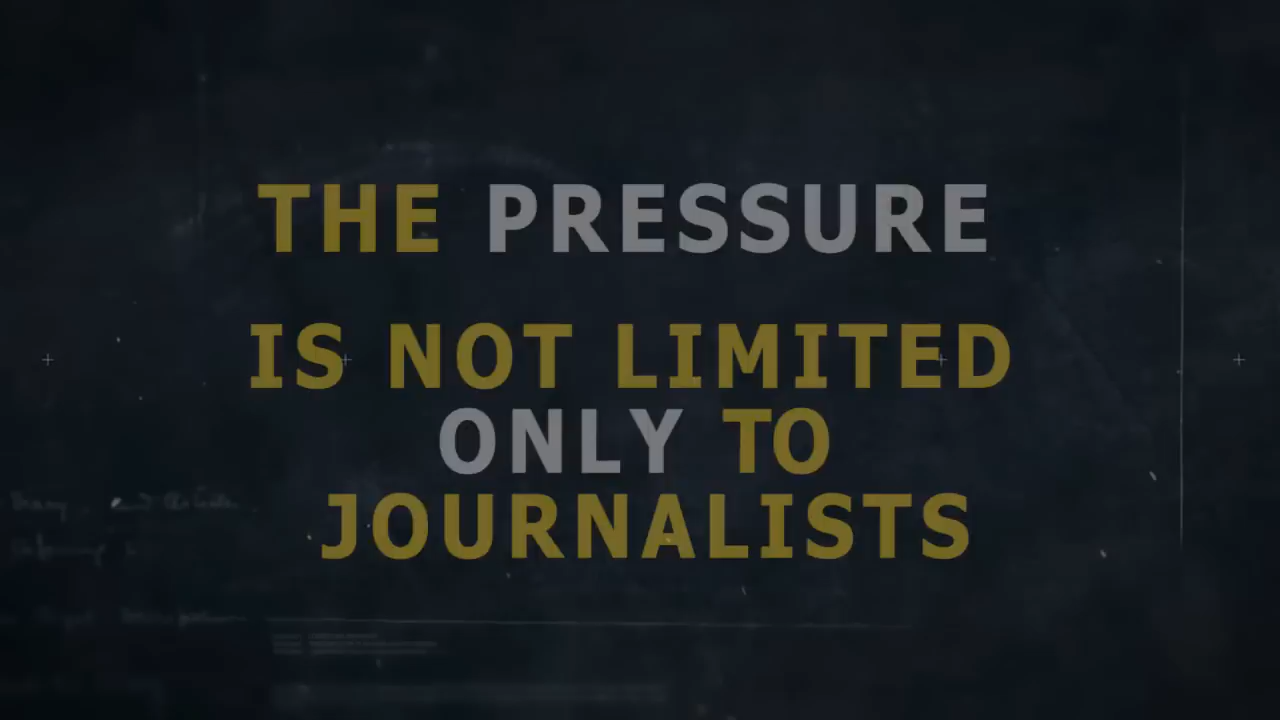 THE PRESSURE
IS NOT LIMITED
ONLY TO
JOURNALISTS